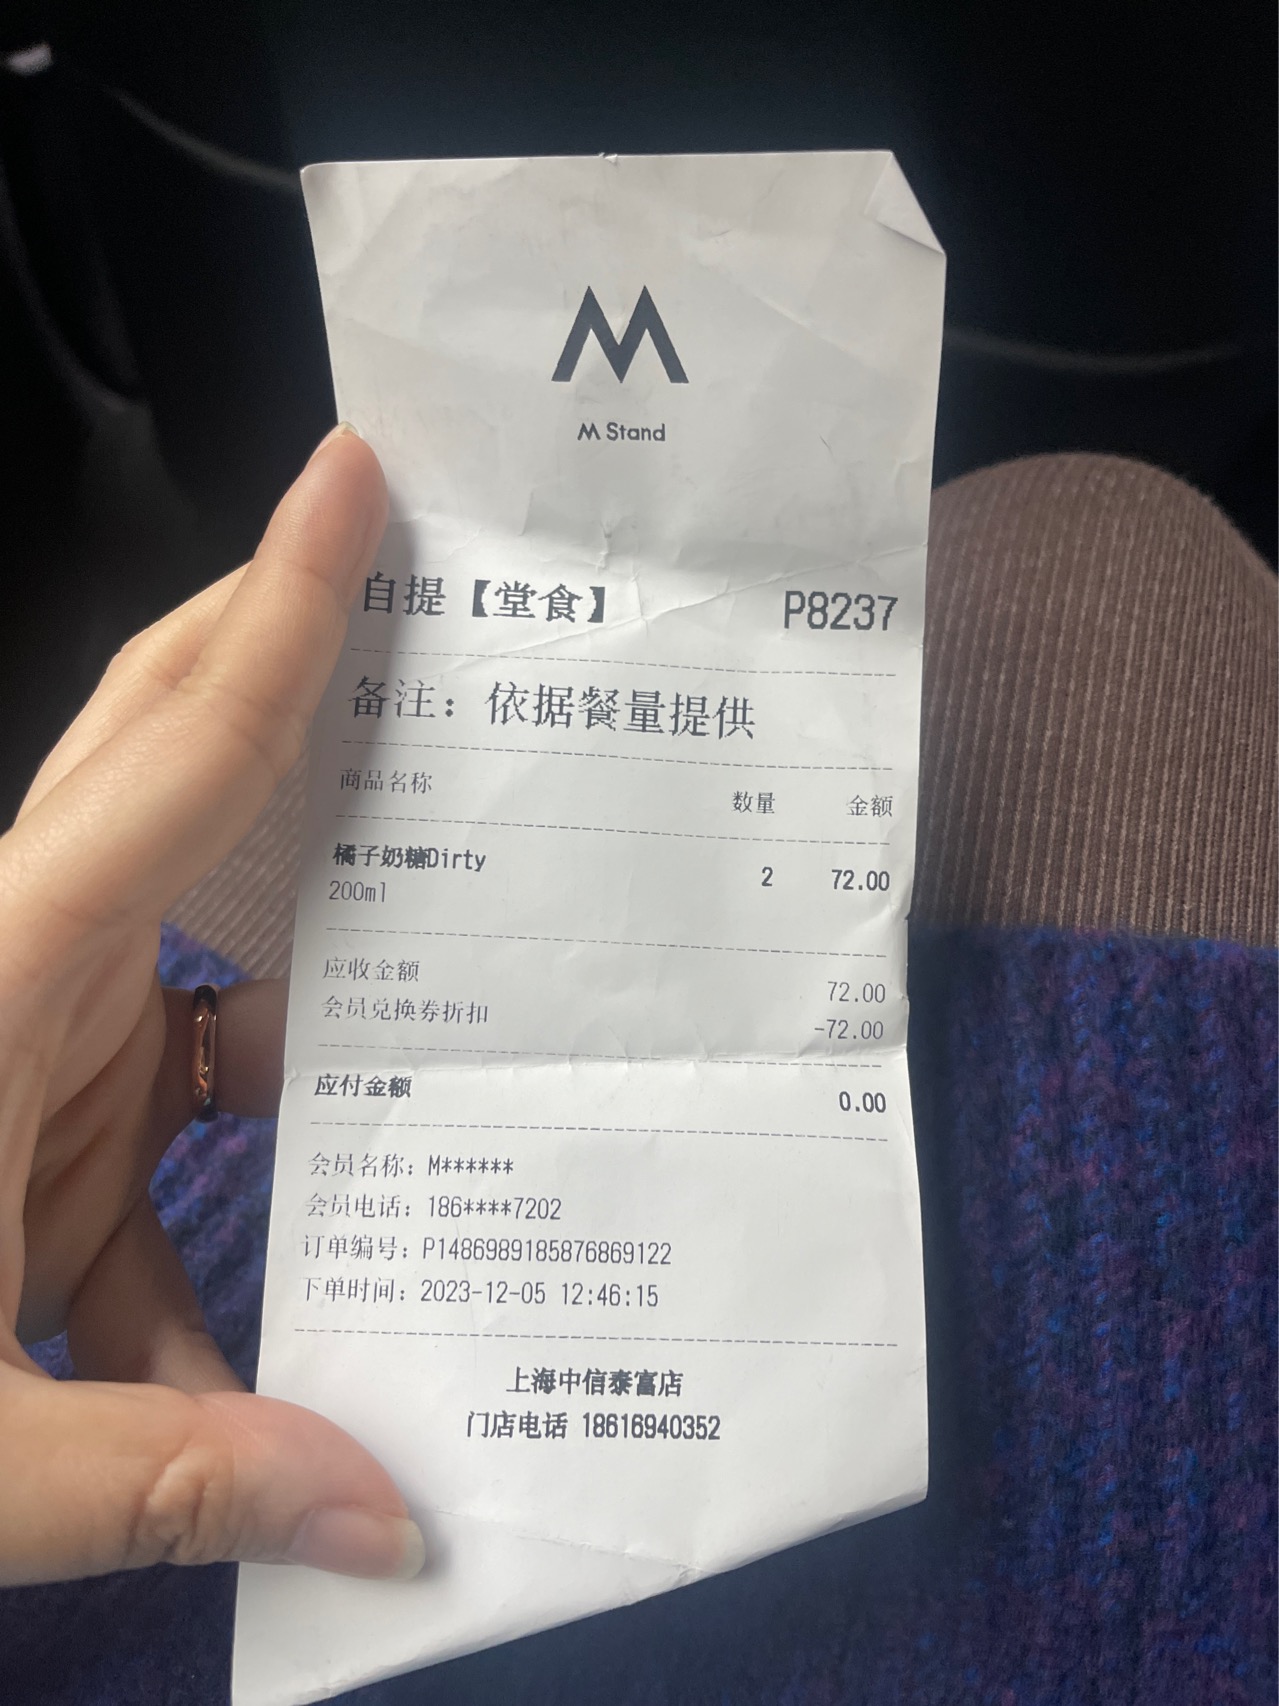 M Stand
自提【堂食】 P8237
备注：依据餐量提供
商品名称 数量 金额
橘子奶糖Dirty 2 72.00
200ml
应收金额 72.00
会员兑换券折扣 -72.00
应付金额 0.00
会员名称：M******
会员电话：186****7202
订单编号：P1486989185876869122
下单时间：2023-12-05 12:46:15
上海中信泰富店
门店电话 18616940352